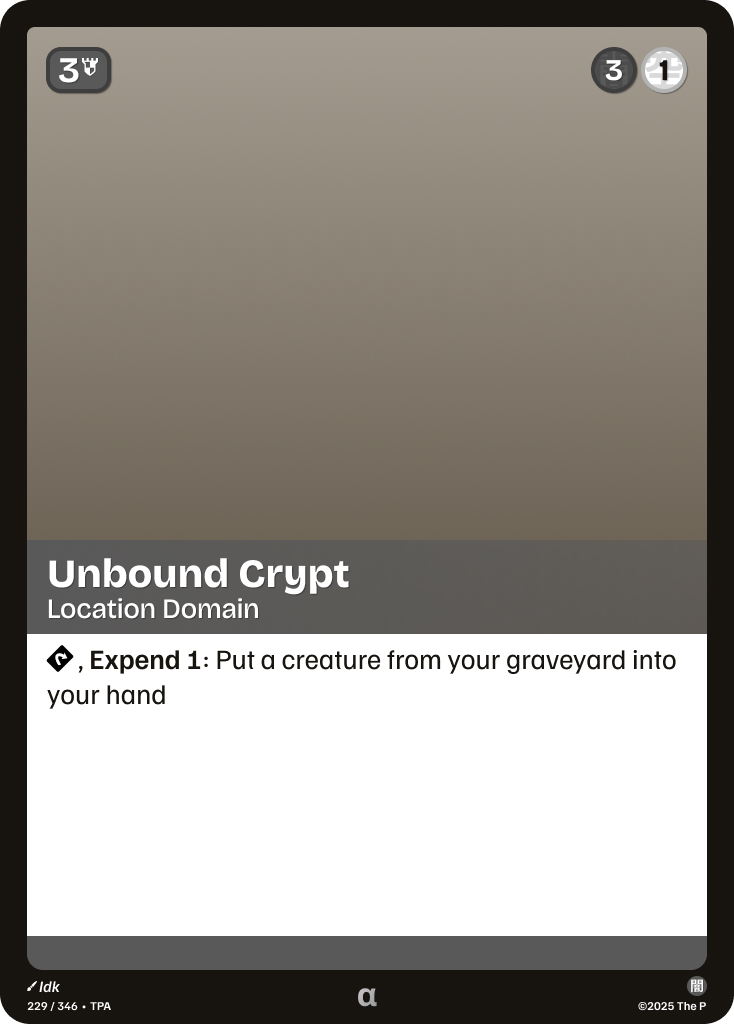 3
3 1
Unbound Crypt
Location Domain
, Expend 1: Put a creature from your graveyard into
your hand
Idk
229 / 346 • TPA
α
闇
©2025 The P